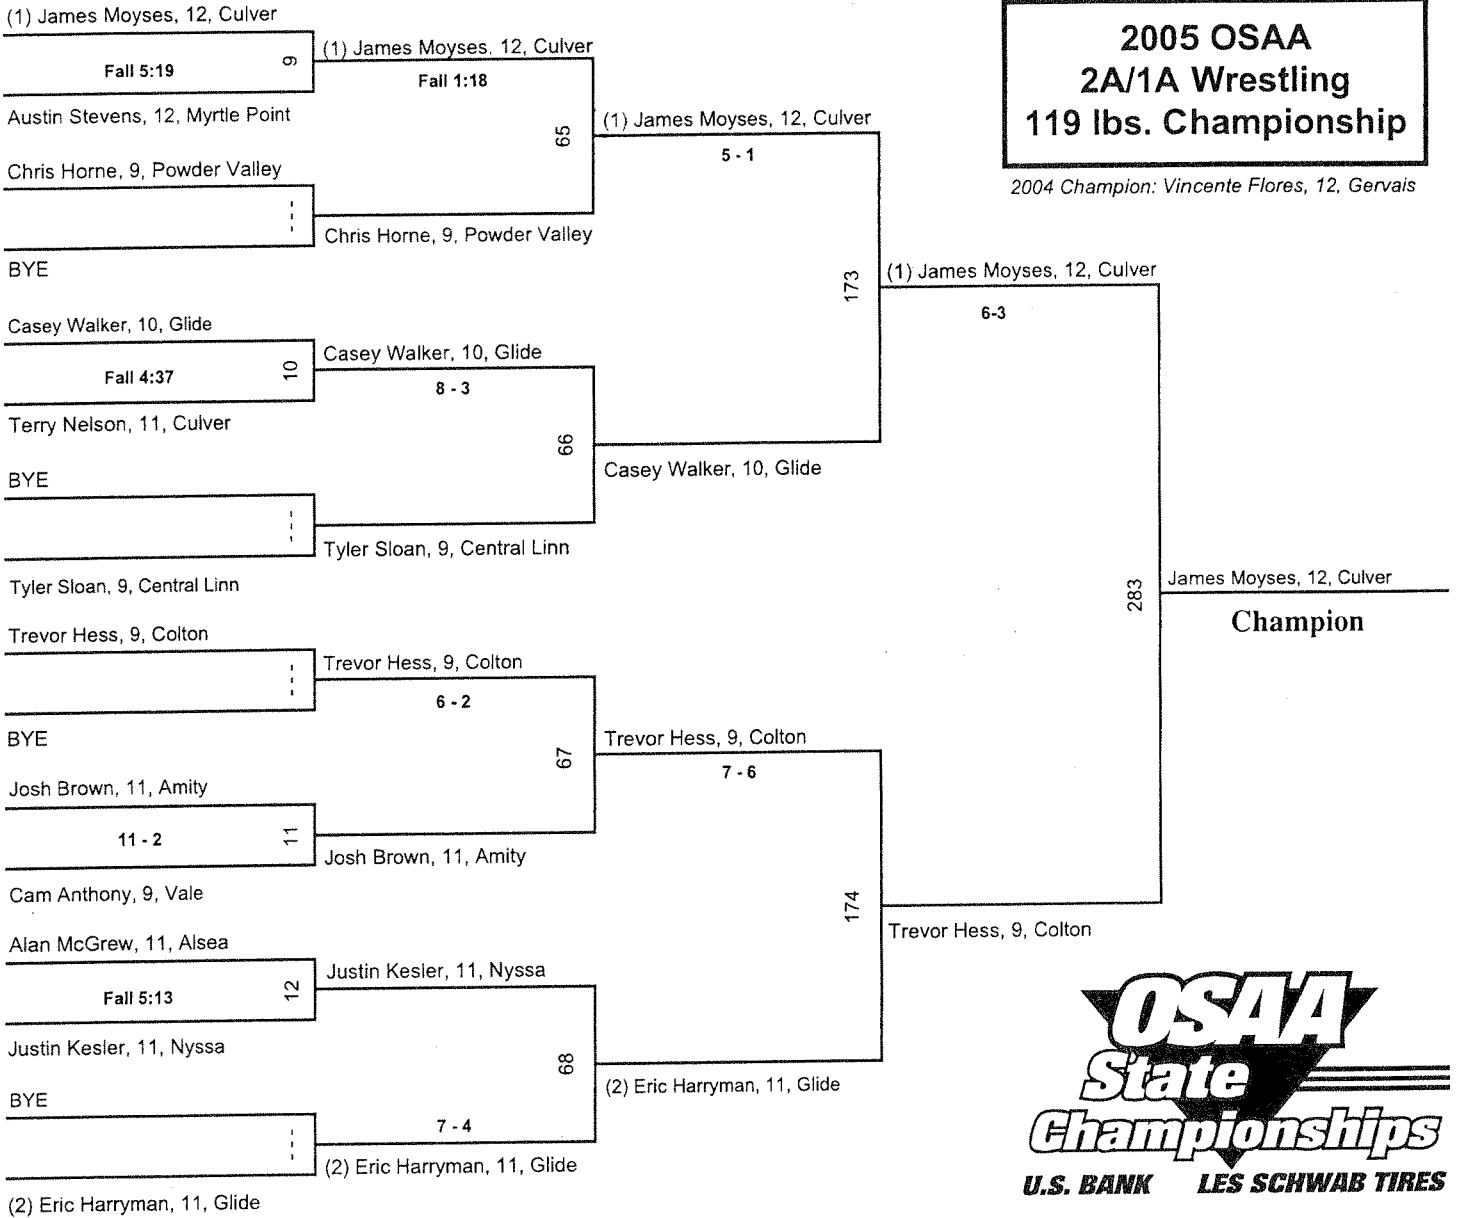 (1) James Moyses, 12, Culver
Fall 5:19
9
Austin Stevens, 12, Myrtle Point
Chris Horne, 9, Powder Valley
BYE
Casey Walker, 10, Glide
Fall 4:37
10
Terry Nelson, 11, Culver
BYE
Tyler Sloan, 9, Central Linn
Trevor Hess, 9, Colton
BYE
Josh Brown, 11, Amity
11 - 2
11
Cam Anthony, 9, Vale
Alan McGrew, 11, Alsea
Fall 5:13
12
Justin Kesler, 11, Nyssa
BYE
(2) Eric Harryman, 11, Glide
(1) James Moyses, 12, Culver
Fall 1:18
65
Chris Horne, 9, Powder Valley
Casey Walker, 10, Glide
8 - 3
66
Tyler Sloan, 9, Central Linn
Trevor Hess, 9, Colton
6 - 2
67
Josh Brown, 11, Amity
Justin Kesler, 11, Nyssa
68
7 - 4
(2) Eric Harryman, 11, Glide
(1) James Moyses, 12, Culver
5 - 1
173
Casey Walker, 10, Glide
Trevor Hess, 9, Colton
7 - 6
174
(2) Eric Harryman, 11, Glide
(1) James Moyses, 12, Culver
6-3
283
Trevor Hess, 9, Colton
James Moyses, 12, Culver
Champion
2005 OSAA
2A/1A Wrestling
119 lbs. Championship
2004 Champion: Vincente Flores, 12, Gervais
OSAA
State
Championships
U.S. BANK LES SCHWAB TIRES